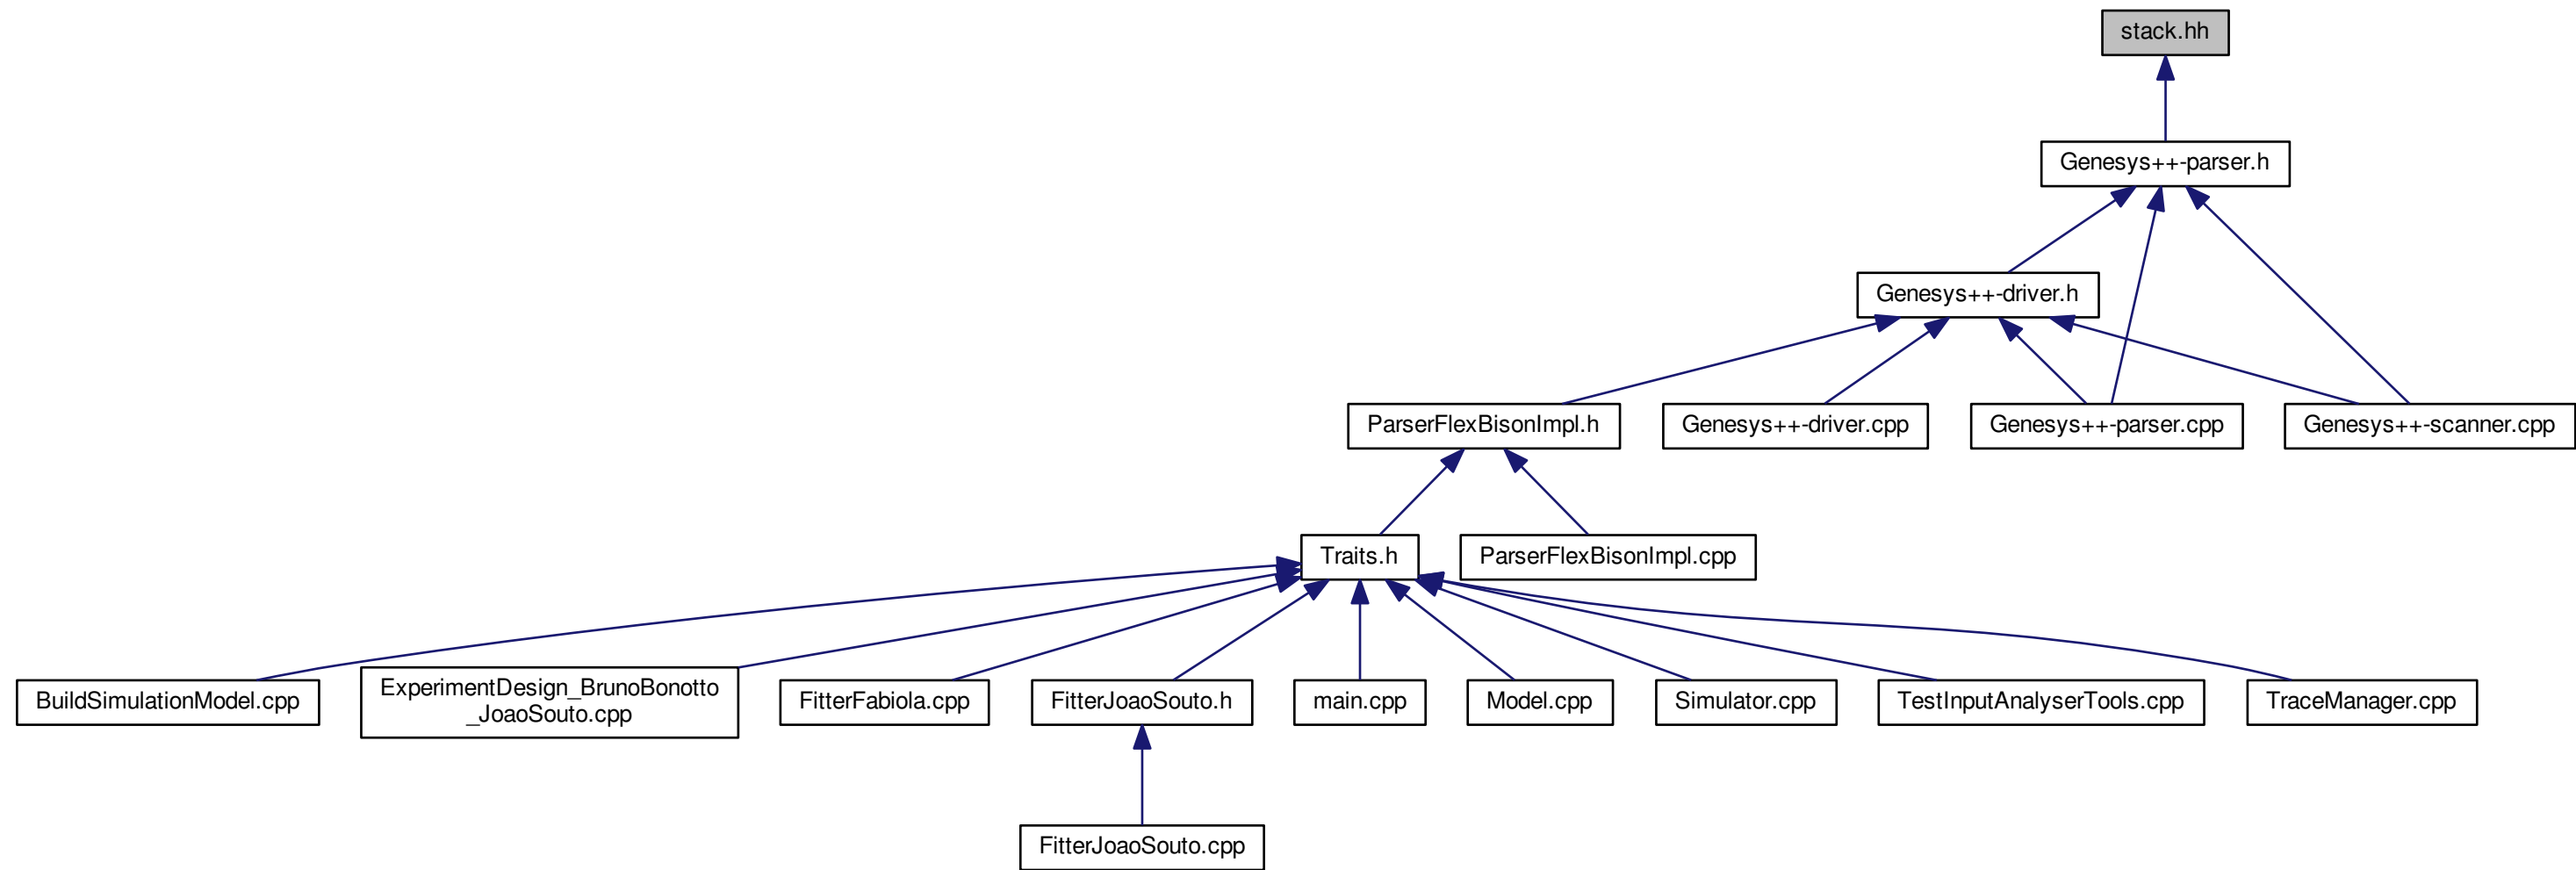 stack.hh
Genesys++-parser.h
Genesys++-driver.h
ParserFlexBisonImpl.h
Genesys++-driver.cpp
Genesys++-parser.cpp
Genesys++-scanner.cpp
Traits.h
ParserFlexBisonImpl.cpp
BuildSimulationModel.cpp
ExperimentDesign_BrunoBonotto
_JoaoSouto.cpp
FitterFabiola.cpp
FitterJoaoSouto.h
main.cpp
Model.cpp
Simulator.cpp
TestInputAnalyserTools.cpp
TraceManager.cpp
FitterJoaoSouto.cpp